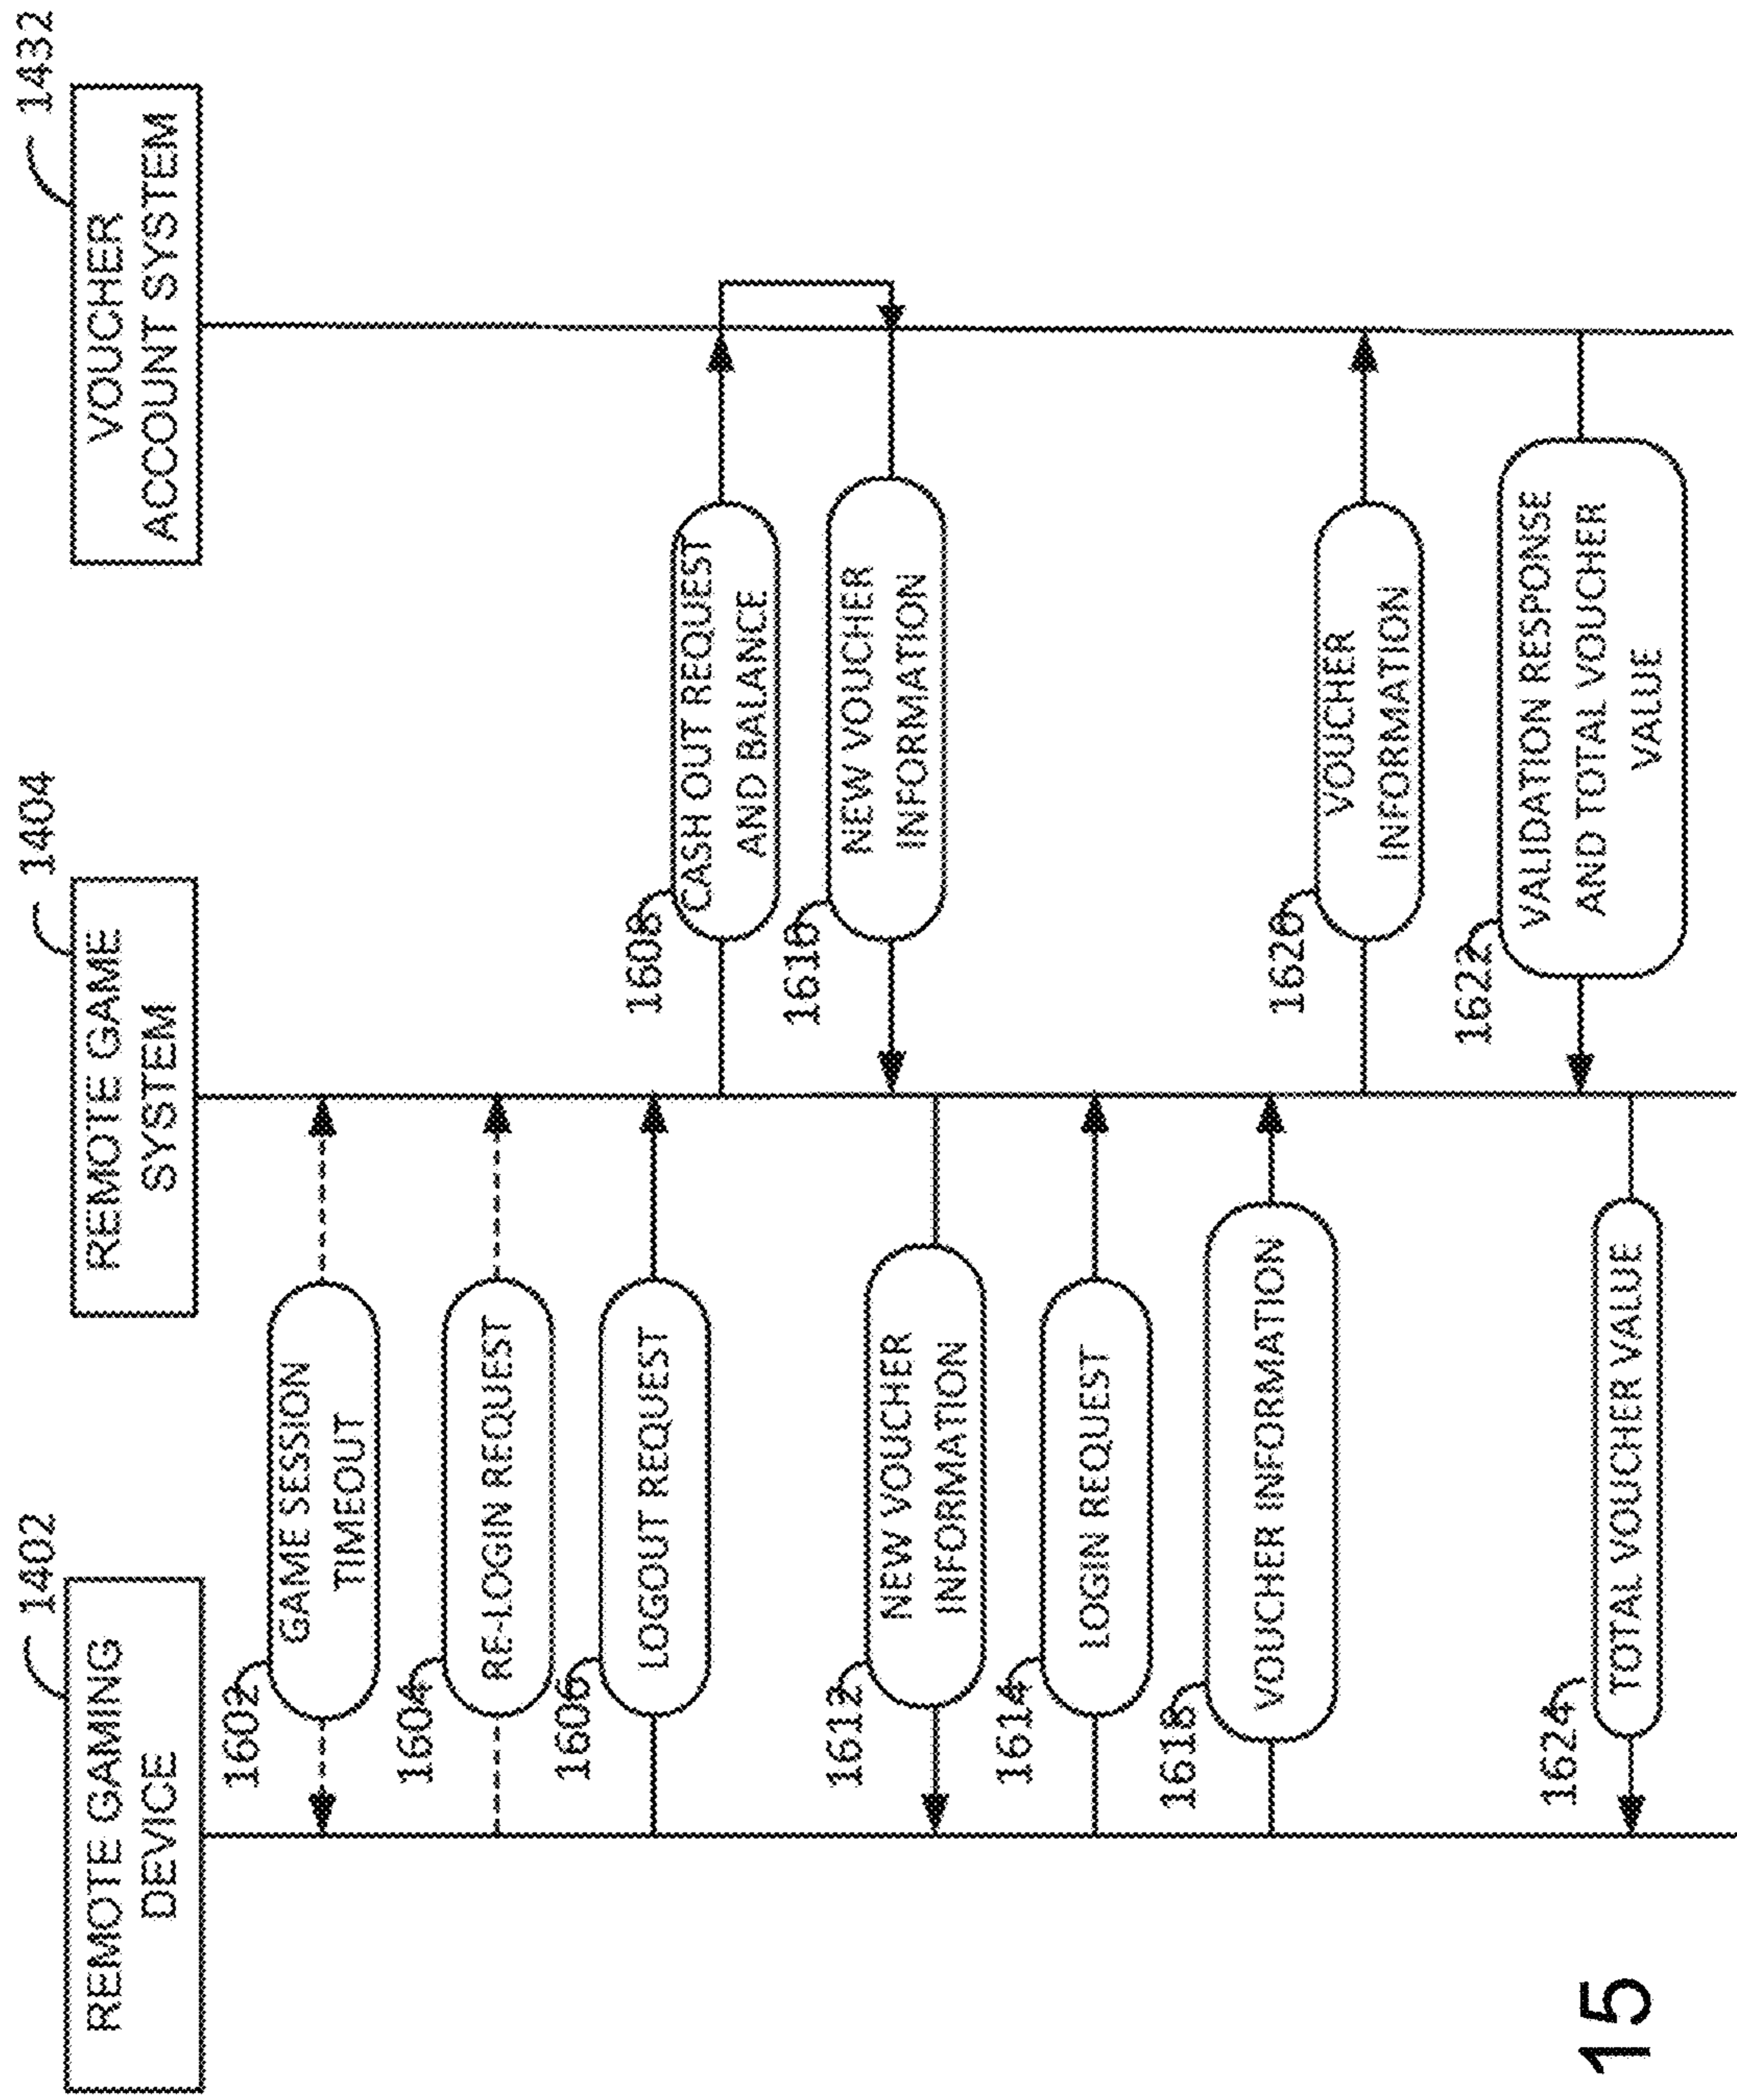 1402
REMOTE GAMING
DEVICE
1404
REMOTE GAME
SYSTEM
1432
VOUCHER
ACCOUNT SYSTEM
1602
GAME SESSION
TIMEOUT
1604
RE-LOGIN REQUEST
1606
LOGOUT REQUEST
1608
CASH OUT REQUEST
AND BALANCE
1610
NEW VOUCHER
INFORMATION
1612
NEW VOUCHER
INFORMATION
1614
LOGIN REQUEST
1618
VOUCHER INFORMATION
1620
VOUCHER
INFORMATION
1622
VALIDATION RESPONSE
AND TOTAL VOUCHER
VALUE
1624
TOTAL VOUCHER VALUE
15